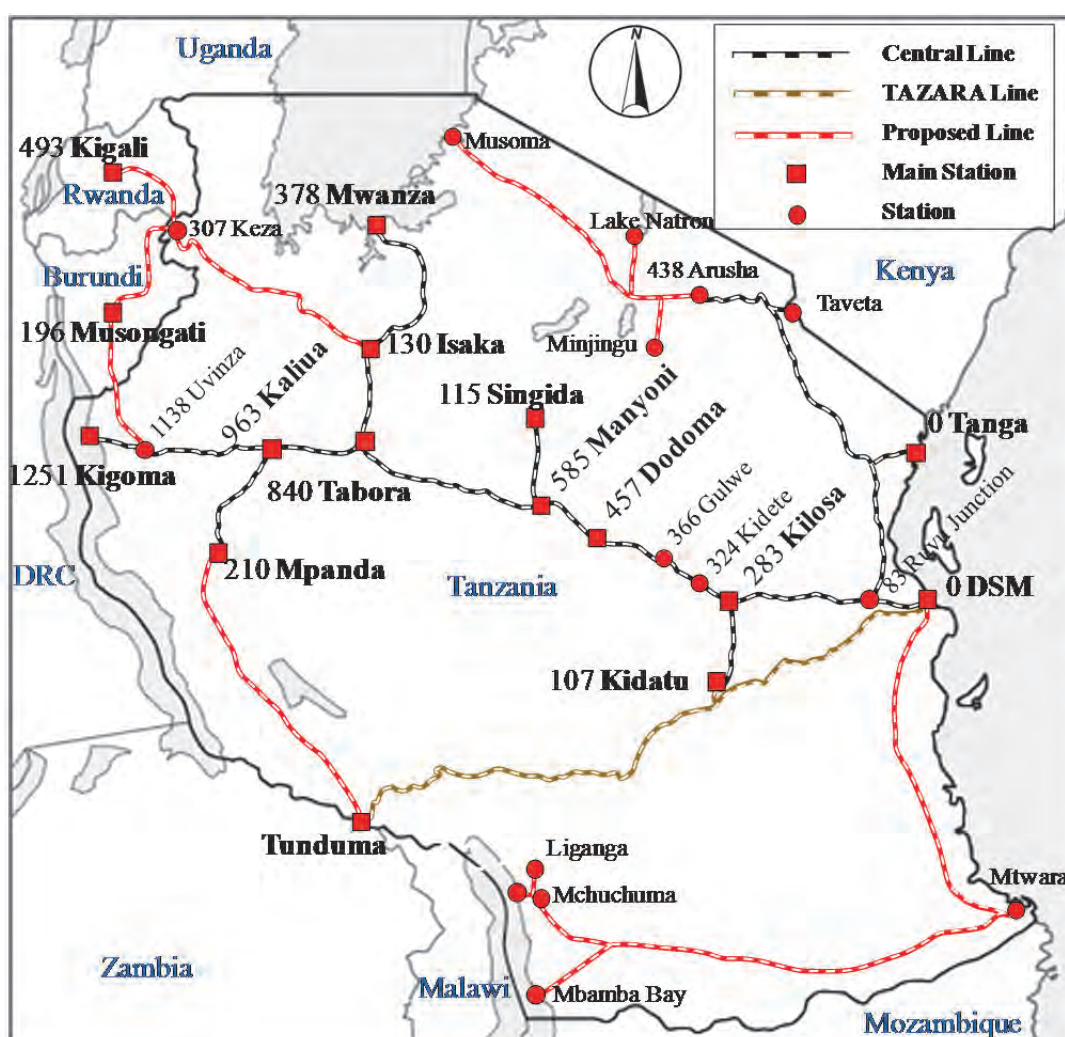 Uganda
N
Central Line
TAZARA Line
Proposed Line
Main Station
Station
493 Kigali
Rwanda
378 Mwanza
Musoma
307 Keza
Lake Natron
438 Arusha
Kenya
Burundi
Taveta
196 Musongati
130 Isaka
Minjingu
1138 Uvinza
963 Kaliua
115 Singida
585 Manyoni
457 Dodoma
366 Gulwe
324 Kidete
283 Kilosa
0 Tanga
83 Ruvu Junction
1251 Kigoma
840 Tabora
DRC
210 Mpanda
Tanzania
0 DSM
107 Kidatu
Tunduma
Liganga
Mchuchuma
Mtwara
Zambia
Malawi
Mbamba Bay
Mozambique